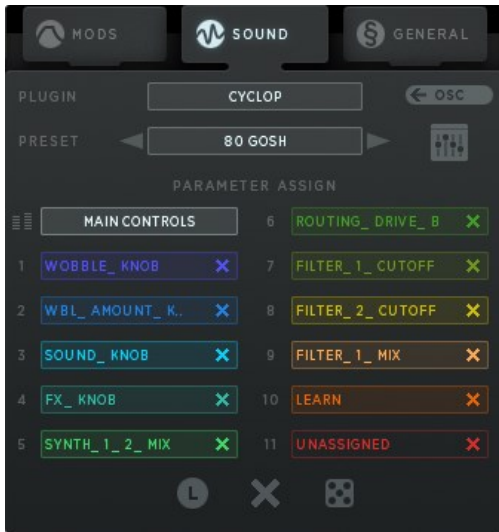 MODS SOUND GENERAL
PLUGIN CYCLOP OSC
PRESET 80 GOSH
PARAMETER ASSIGN
MAIN CONTROLS 6 ROUTING_ DRIVE_ B
1 WOBBLE_ KNOB 7 FILTER_ 1_ CUTOFF
2 WBL_ AMOUNT_ K.. 8 FILTER_ 2_ CUTOFF
3 SOUND_ KNOB 9 FILTER_ 1_ MIX
4 FX_ KNOB 10 LEARN
5 SYNTH_ 1_ 2_ MIX 11 UNASSIGNED
L